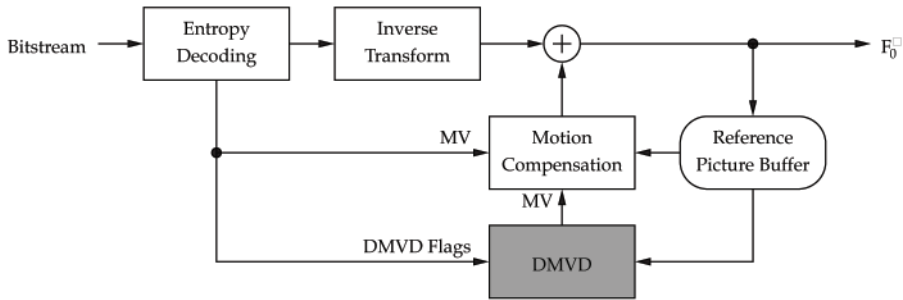 Bitstream
Entropy
Decoding
Inverse
Transform
+
F₀□
MV
Motion
Compensation
Reference
Picture Buffer
MV
DMVD Flags
DMVD